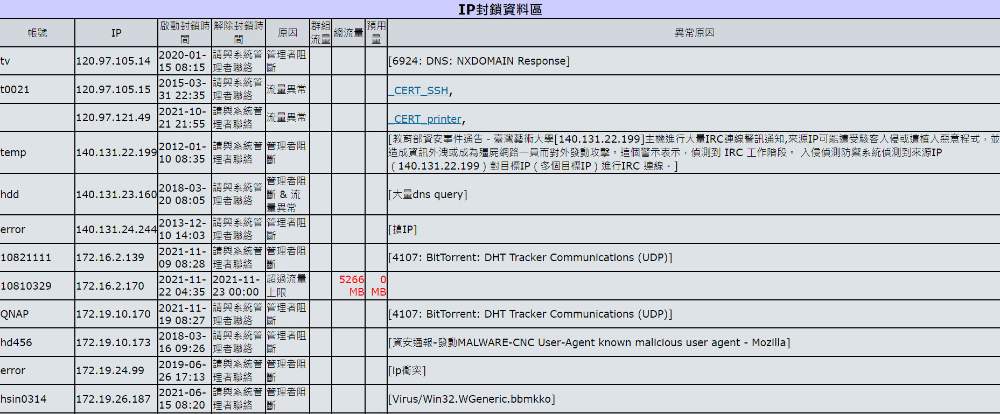 IP封鎖資料區
帳號 IP 啟動封鎖時間 解除封鎖時間 原因 群組流量 總流量 預用量 異常原因
tv 120.97.105.14 2020-01-15 08:15 請與系統管理者聯絡 管理者阻斷 [6924: DNS: NXDOMAIN Response]
t0021 120.97.105.15 2015-03-31 22:35 請與系統管理者聯絡 流量異常 _CERT_SSH,
120.97.121.49 2021-10-21 21:55 請與系統管理者聯絡 流量異常 _CERT_printer,
temp 140.131.22.199 2012-01-10 08:35 請與系統管理者聯絡 管理者阻斷 [教育部資安事件通告－臺灣藝術大學[140.131.22.199]主機進行大量IRC連線警訊通知,來源IP可能遭受駭客入侵或遭植入惡意程式，並
造成資訊外洩或成為殭屍網路一員而對外發動攻擊。這個警示表示，偵測到 IRC 工作階段。 入侵偵測防禦系統偵測到來源IP
（140.131.22.199）對目標IP（多個目標IP）進行IRC 連線。]
hdd 140.131.23.160 2018-03-20 08:05 請與系統管理者聯絡 管理者阻斷 & 流量異常 [大量dns query]
error 140.131.24.244 2013-12-10 14:03 請與系統管理者聯絡 管理者阻斷 [搶IP]
10821111 172.16.2.139 2021-11-09 08:28 請與系統管理者聯絡 管理者阻斷 [4107: BitTorrent: DHT Tracker Communications (UDP)]
10810329 172.16.2.170 2021-11-22 04:35 2021-11-23 00:00 超過流量上限 5266 MB 0 MB
QNAP 172.19.10.170 2021-11-19 08:27 請與系統管理者聯絡 管理者阻斷 [4107: BitTorrent: DHT Tracker Communications (UDP)]
hd456 172.19.10.173 2018-03-16 09:26 請與系統管理者聯絡 管理者阻斷 [資安通報-發動MALWARE-CNC User-Agent known malicious user agent - Mozilla]
error 172.19.24.99 2019-06-26 17:13 請與系統管理者聯絡 管理者阻斷 [ip衝突]
hsin0314 172.19.26.187 2021-06-15 08:20 請與系統管理者聯絡 管理者阻斷 [Virus/Win32.WGeneric.bbmkko]